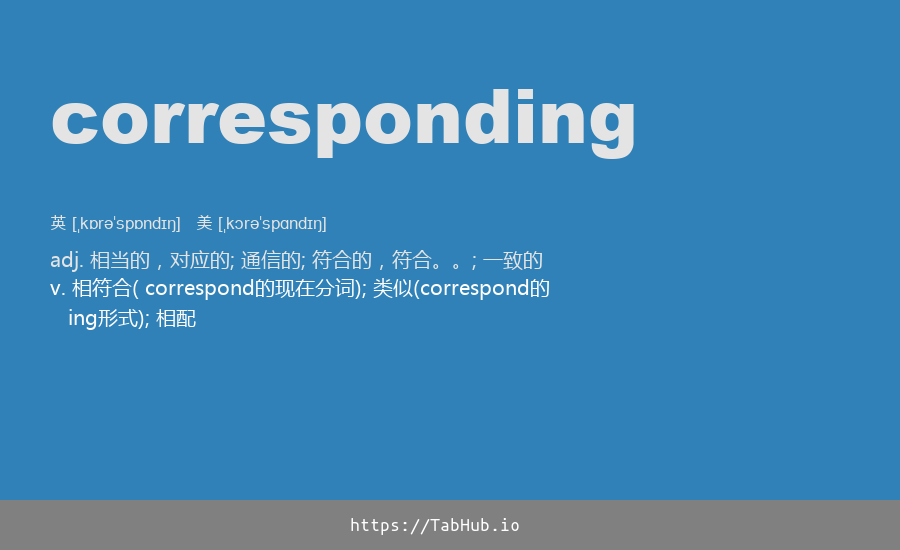 corresponding
英 [ˌkɒrəˈspɒndɪŋ] 美 [ˌkɔrəˈspɑndɪŋ]
adj. 相当的，对应的; 通信的; 符合的，符合。。; 一致的
v. 相符合( correspond的现在分词); 类似(correspond的
ing形式); 相配
https://TabHub.io